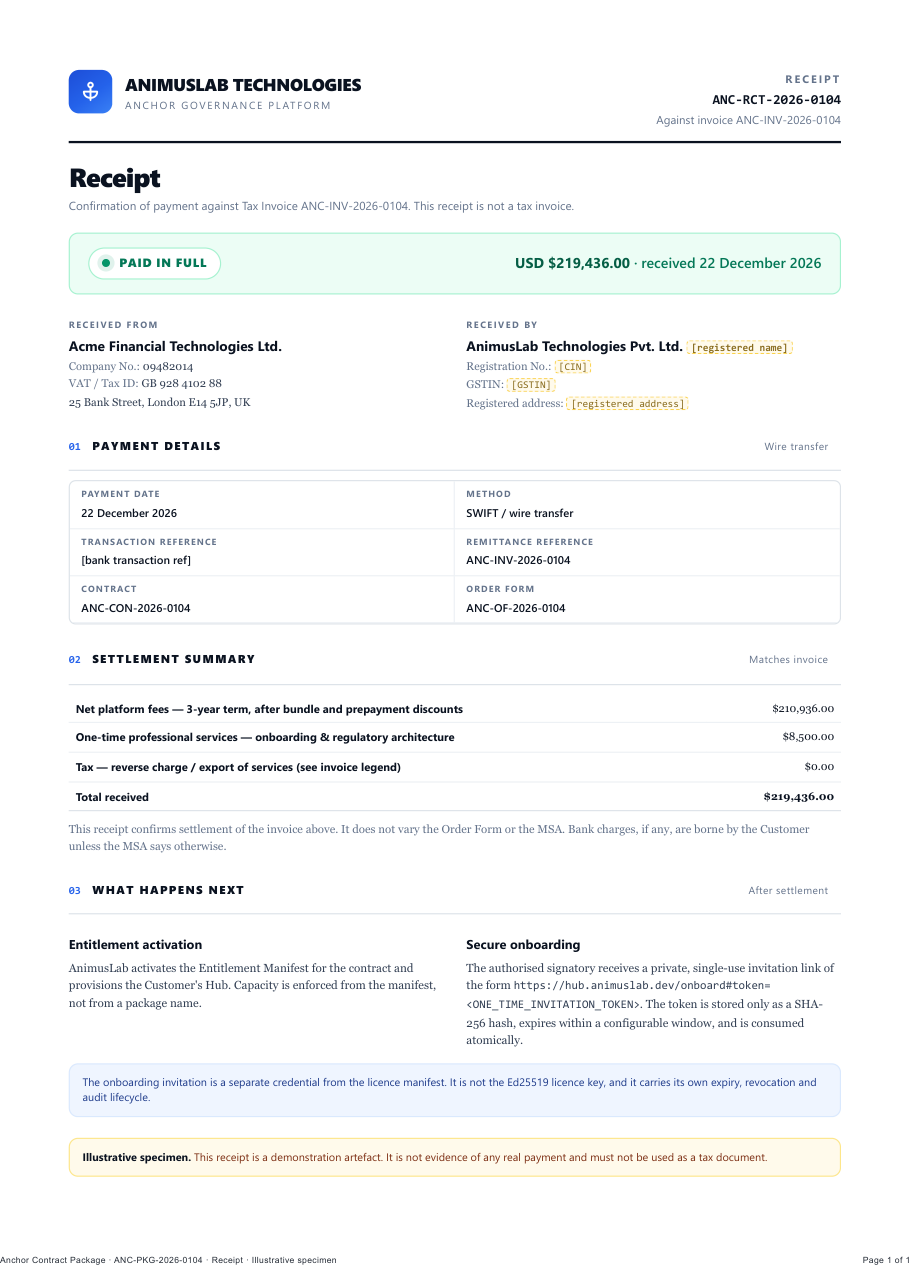 ANIMUSLAB TECHNOLOGIES
ANCHOR GOVERNANCE PLATFORM
RECEIPT
ANC-RCT-2026-0104
Against invoice ANC-INV-2026-0104
Receipt
Confirmation of payment against Tax Invoice ANC-INV-2026-0104. This receipt is not a tax invoice.
PAID IN FULL
USD $219,436.00 · received 22 December 2026
RECEIVED FROM
Acme Financial Technologies Ltd.
Company No.: 09482014
VAT / Tax ID: GB 928 4102 88
25 Bank Street, London E14 5JP, UK
RECEIVED BY
AnimusLab Technologies Pvt. Ltd. [registered name]
Registration No.: [CIN]
GSTIN: [GSTIN]
Registered address: [registered address]
01 PAYMENT DETAILS
Wire transfer
PAYMENT DATE
22 December 2026
METHOD
SWIFT / wire transfer
TRANSACTION REFERENCE
[bank transaction ref]
REMITTANCE REFERENCE
ANC-INV-2026-0104
CONTRACT
ANC-CON-2026-0104
ORDER FORM
ANC-OF-2026-0104
02 SETTLEMENT SUMMARY
Matches invoice
Net platform fees — 3-year term, after bundle and prepayment discounts $210,936.00
One-time professional services — onboarding & regulatory architecture $8,500.00
Tax — reverse charge / export of services (see invoice legend) $0.00
Total received $219,436.00
This receipt confirms settlement of the invoice above. It does not vary the Order Form or the MSA. Bank charges, if any, are borne by the Customer
unless the MSA says otherwise.
03 WHAT HAPPENS NEXT
After settlement
Entitlement activation
AnimusLab activates the Entitlement Manifest for the contract and
provisions the Customer's Hub. Capacity is enforced from the manifest,
not from a package name.
Secure onboarding
The authorised signatory receives a private, single-use invitation link of
the form https://hub.animuslab.dev/onboard#token=
<ONE_TIME_INVITATION_TOKEN>. The token is stored only as a SHA-
256 hash, expires within a configurable window, and is consumed
atomically.
The onboarding invitation is a separate credential from the licence manifest. It is not the Ed25519 licence key, and it carries its own expiry, revocation and
audit lifecycle.
Illustrative specimen. This receipt is a demonstration artefact. It is not evidence of any real payment and must not be used as a tax document.
Anchor Contract Package · ANC-PKG-2026-0104 · Receipt · Illustrative specimen
Page 1 of 1